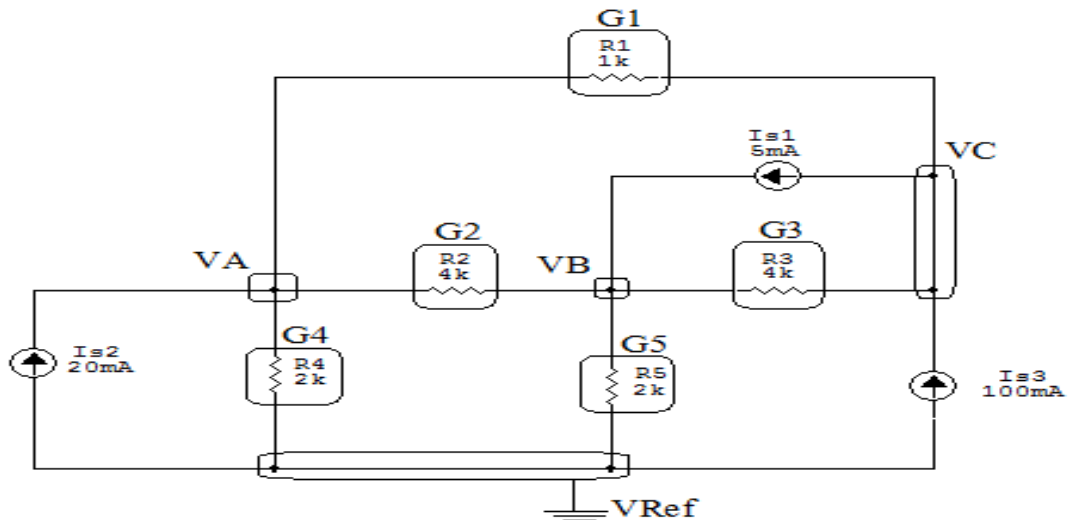 G1
R1
1k
Is1
5mA
VC
G2
R2
4k
G3
R3
4k
VA
VB
G4
R4
2k
G5
R5
2k
Is2
20mA
Is3
100mA
VRef